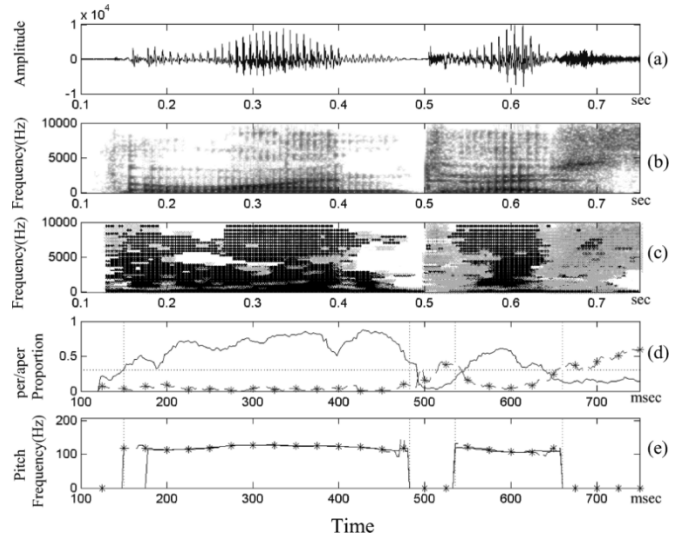 × 10⁴
1
0
-1
Amplitude
(a)
0.1 0.2 0.3 0.4 0.5 0.6 0.7 sec
10000
5000
0
Frequency(Hz)
(b)
0.1 0.2 0.3 0.4 0.5 0.6 0.7 sec
10000
5000
0
Frequency(Hz)
(c)
0.1 0.2 0.3 0.4 0.5 0.6 0.7 sec
1
0.5
0
per/aper
Proportion
(d)
100 200 300 400 500 600 700 msec
200
100
0
Pitch
Frequency(Hz)
(e)
100 200 300 400 500 600 700 msec
Time